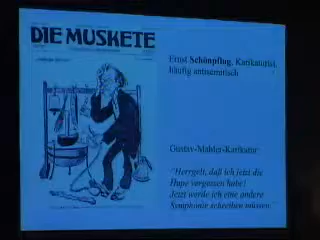 DIE MUSKETE
Ernst Schönpflug, Karikaturist,
häufig antisemitisch
Gustav-Mahler-Karikatur:
"Herrgott, daß ich jetzt die
Hupe vergessen habe!
Jetzt werde ich eine andere
Symphonie schreiben müssen."